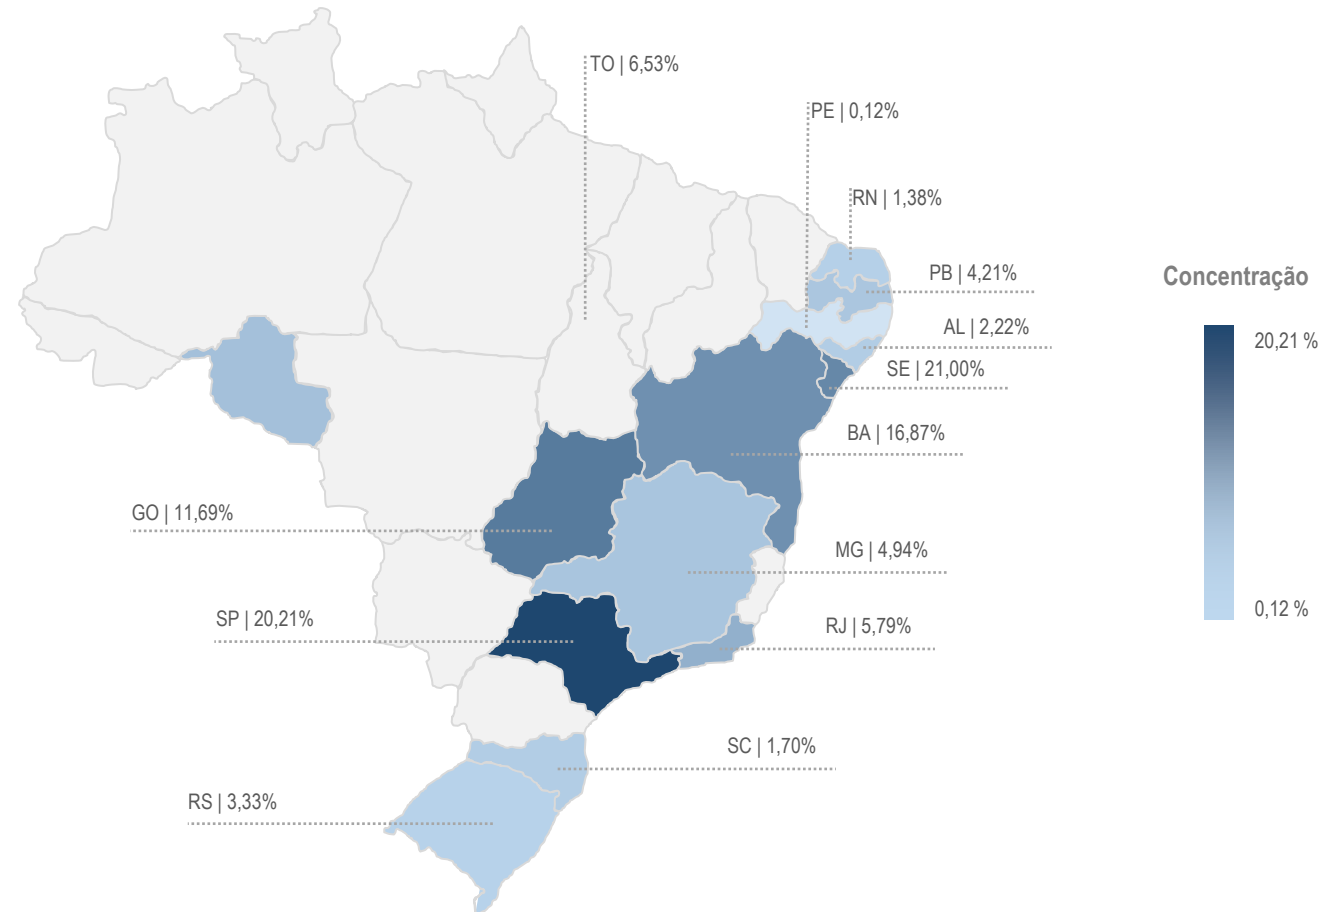 TO | 6,53%
PE | 0,12%
RN | 1,38%
PB | 4,21%
AL | 2,22%
SE | 21,00%
BA | 16,87%
GO | 11,69%
MG | 4,94%
SP | 20,21%
RJ | 5,79%
SC | 1,70%
RS | 3,33%
Concentração
20,21 %
0,12 %